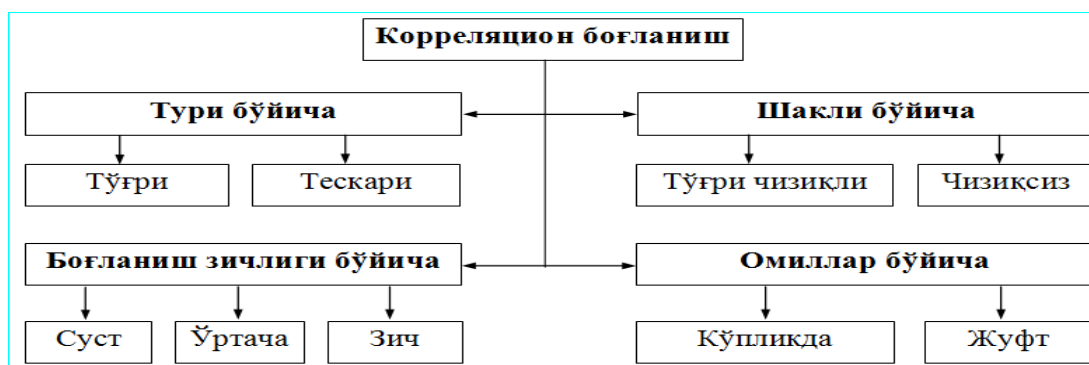 Корреляцион боғланиш
Тури бўйича
Шакли бўйича
Тўғри
Тескари
Тўғри чизиқли
Чизиқсиз
Боғланиш зичлиги бўйича
Омиллар бўйича
Суст
Ўртача
Зич
Кўпликда
Жуфт